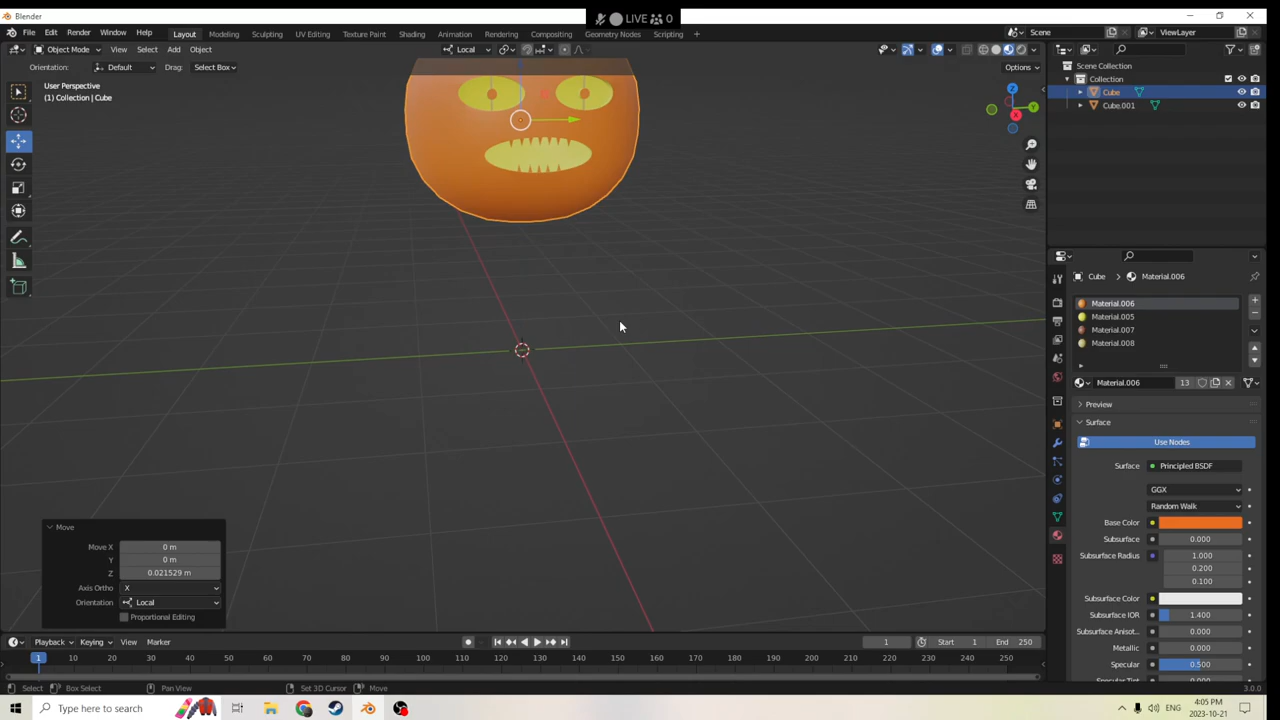 Blender
LIVE 0
File Edit Render Window Help Layout Modeling Sculpting UV Editing Texture Paint Shading Animation Rendering Compositing Geometry Nodes Scripting + Scene ViewLayer
Object Mode View Select Add Object Local
Orientation: Default Drag: Select Box Options
User Perspective
(1) Collection | Cube
Scene Collection
Collection
Cube
Cube.001
X
Y
Z
Cube > Material.006
Material.006
Material.005
Material.007
Material.008
Material.006 13
Preview
Surface
Use Nodes
Surface Principled BSDF
GGX
Random Walk
Base Color
Subsurface 0.000
Subsurface Radius 1.000
0.200
0.100
Subsurface Color
Subsurface IOR 1.400
Subsurface Anisot... 0.000
Metallic 0.000
Specular 0.500
Specular Tint 0.000
Move
Move X 0 m
Y 0 m
Z 0.021529 m
Axis Ortho X
Orientation Local
Proportional Editing
Playback Keying View Marker 1 Start 1 End 250
1 10 20 30 40 50 60 70 80 90 100 110 120 130 140 150 160 170 180 190 200 210 220 230 240 250
Select Box Select Pan View Set 3D Cursor Move 3.0.0
Type here to search ENG 4:05 PM
2023-10-21